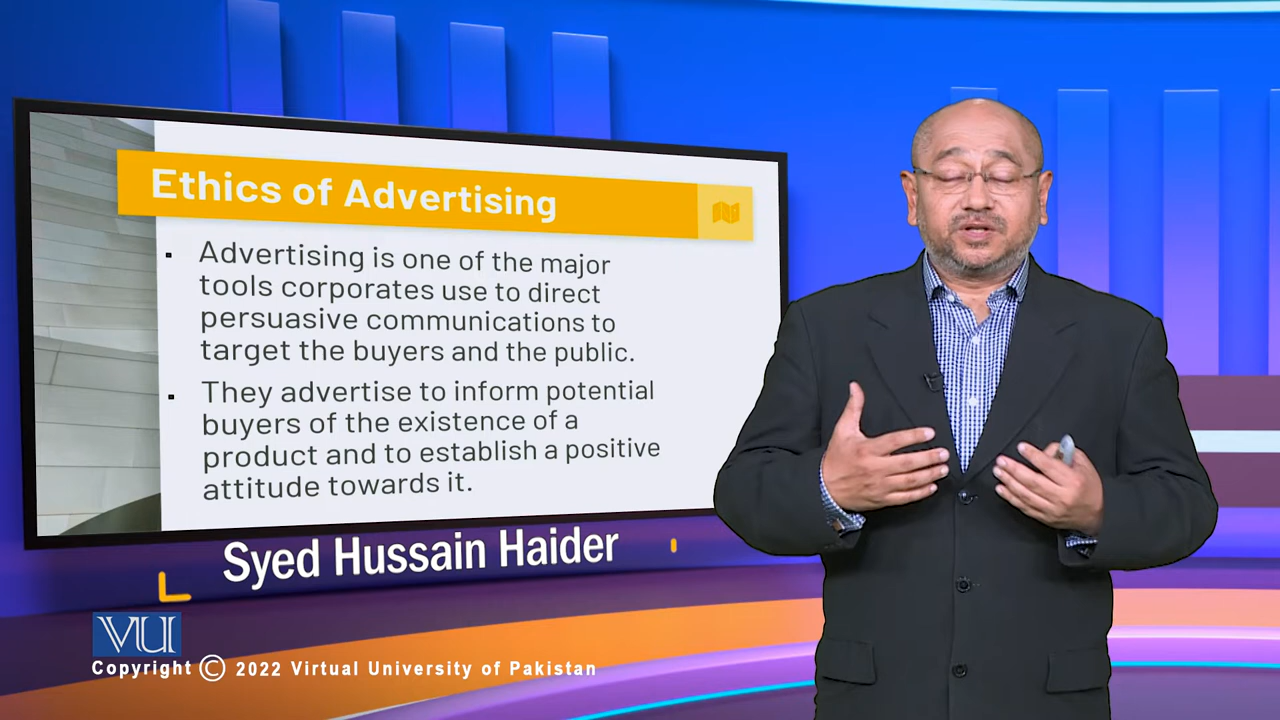 Ethics of Advertising
▪ Advertising is one of the major
tools corporates use to direct
persuasive communications to
target the buyers and the public.
▪ They advertise to inform potential
buyers of the existence of a
product and to establish a positive
attitude towards it.
Syed Hussain Haider
VU
Copyright © 2022 Virtual University of Pakistan